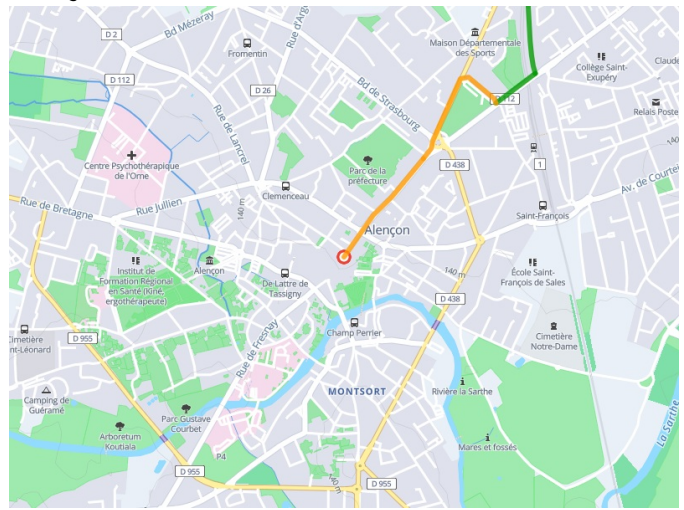 D 2
Bd Mézeray
Rue d'Arg
Fromentin
Maison Départementale
des Sports
Collège Saint-
Exupéry
Claude
D 112
D 26
Bd de Strasbourg
112
Relais Poste
Rue de Lancrel
Centre Psychothérapique
de l'Orne
Parc de la
préfecture
D 438
1
Av. de Courtei
Rue de Bretagne
Rue Jullien
140 m
Clemenceau
Saint-François
Alençon
Institut de
Formation Régional
en Santé (Kiné,
ergothérapeute)
Alençon
De Lattre de
Tassigny
140 m
École Saint-
François de Sales
D 438
Cimetière
nt-Léonard
D 955
Rue de Fresnay
Champ Perrier
Cimetière
Notre-Dame
Camping de
Guéramé
MONTSORT
Rivière la Sarthe
Parc Gustave
Courbet
Arboretum
Koutiala
La Sarthe
P4
Mares et fossés
D 955
D 955